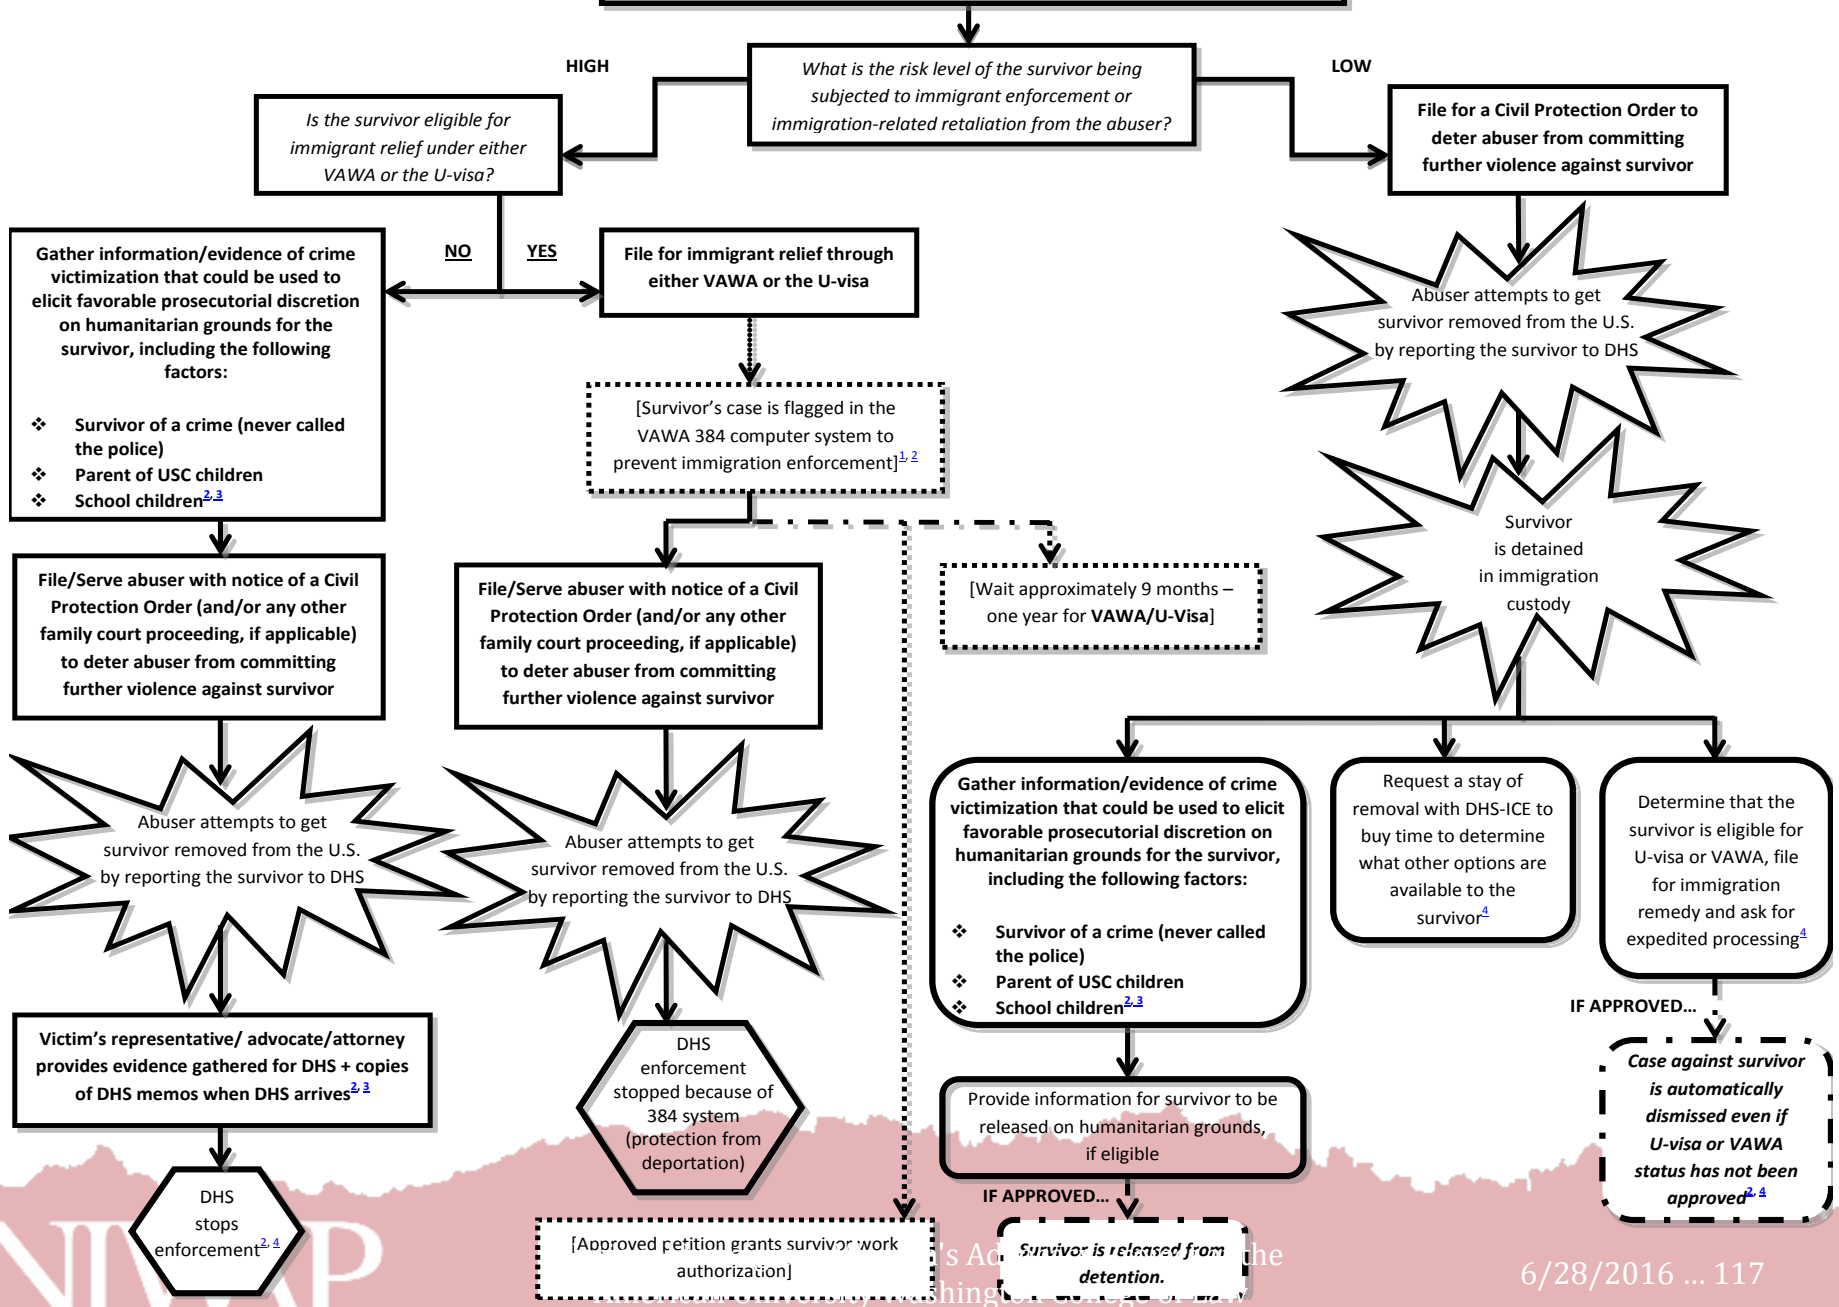 HIGH
What is the risk level of the survivor being
subjected to immigrant enforcement or
immigration-related retaliation from the abuser?
LOW
Is the survivor eligible for
immigrant relief under either
VAWA or the U-visa?
File for a Civil Protection Order to
deter abuser from committing
further violence against survivor
NO
YES
Gather information/evidence of crime
victimization that could be used to
elicit favorable prosecutorial discretion
on humanitarian grounds for the
survivor, including the following
factors:
❖ Survivor of a crime (never called
the police)
❖ Parent of USC children
❖ School children2, 3
File for immigrant relief through
either VAWA or the U-visa
Abuser attempts to get
survivor removed from the U.S.
by reporting the survivor to DHS
[Survivor’s case is flagged in the
VAWA 384 computer system to
prevent immigration enforcement]1, 2
Survivor
is detained
in immigration
custody
File/Serve abuser with notice of a Civil
Protection Order (and/or any other
family court proceeding, if applicable)
to deter abuser from committing
further violence against survivor
File/Serve abuser with notice of a Civil
Protection Order (and/or any other
family court proceeding, if applicable)
to deter abuser from committing
further violence against survivor
[Wait approximately 9 months –
one year for VAWA/U-Visa]
Abuser attempts to get
survivor removed from the U.S.
by reporting the survivor to DHS
Abuser attempts to get
survivor removed from the U.S.
by reporting the survivor to DHS
Gather information/evidence of crime
victimization that could be used to elicit
favorable prosecutorial discretion on
humanitarian grounds for the survivor,
including the following factors:
❖ Survivor of a crime (never called
the police)
❖ Parent of USC children
❖ School children2, 3
Request a stay of
removal with DHS-ICE to
buy time to determine
what other options are
available to the
survivor4
Determine that the
survivor is eligible for
U-visa or VAWA, file
for immigration
remedy and ask for
expedited processing4
IF APPROVED…
Victim’s representative/ advocate/attorney
provides evidence gathered for DHS + copies
of DHS memos when DHS arrives2, 3
DHS
enforcement
stopped because of
384 system
(protection from
deportation)
Provide information for survivor to be
released on humanitarian grounds,
if eligible
Case against survivor
is automatically
dismissed even if
U-visa or VAWA
status has not been
approved2, 4
IF APPROVED…
DHS
stops
enforcement2, 4
[Approved petition grants survivor work
authorization]
Survivor is released from
detention.
NIWAP
's Ad
the
American University Washington College of Law
6/28/2016 ... 117